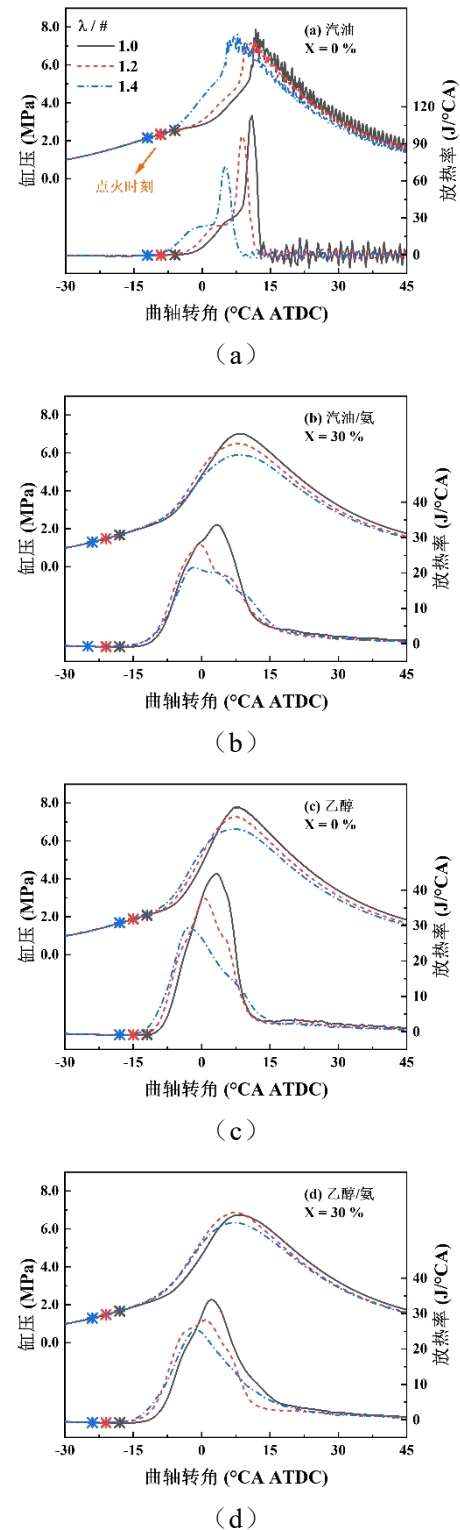 λ / #
1.0
1.2
1.4
(a) 汽油
X = 0 %
点火时刻
8.0
6.0
4.0
2.0
0.0
缸压 (MPa)
120
90
60
30
0
放热率 (J/°CA)
-30 -15 0 15 30 45
曲轴转角 (°CA ATDC)
（a）
(b) 汽油/氨
X = 30 %
8.0
6.0
4.0
2.0
0.0
缸压 (MPa)
40
30
20
10
0
放热率 (J/°CA)
-30 -15 0 15 30 45
曲轴转角 (°CA ATDC)
（b）
(c) 乙醇
X = 0 %
8.0
6.0
4.0
2.0
0.0
缸压 (MPa)
40
30
20
10
0
放热率 (J/°CA)
-30 -15 0 15 30 45
曲轴转角 (°CA ATDC)
（c）
(d) 乙醇/氨
X = 30 %
8.0
6.0
4.0
2.0
0.0
缸压 (MPa)
40
30
20
10
0
放热率 (J/°CA)
-30 -15 0 15 30 45
曲轴转角 (°CA ATDC)
（d）